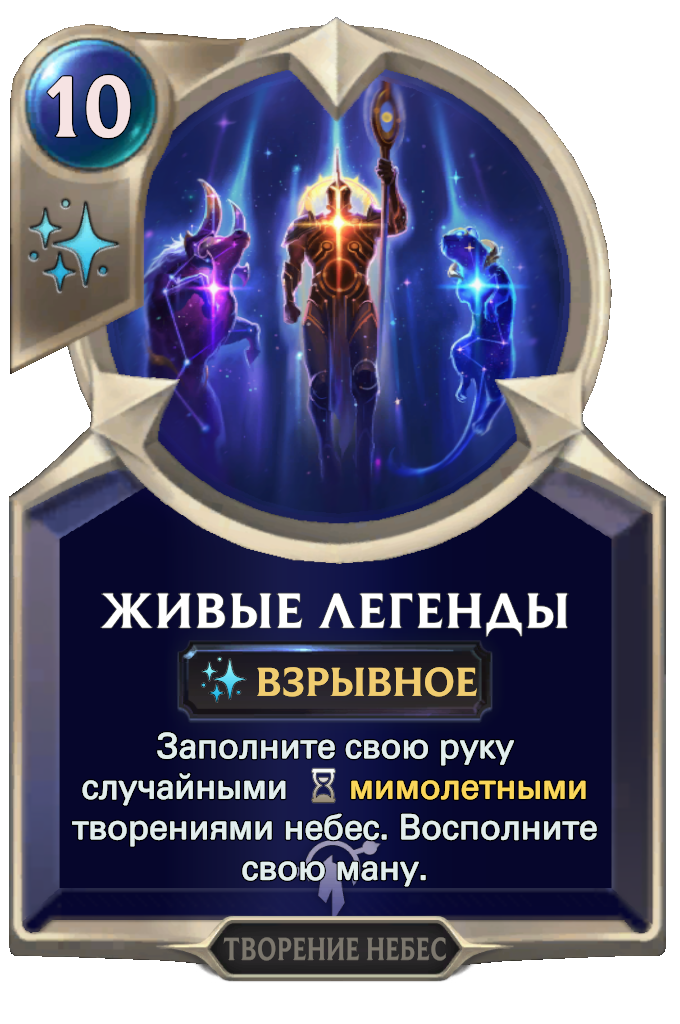 10
ЖИВЫЕ ЛЕГЕНДЫ
ВЗРЫВНОЕ
Заполните свою руку
случайными мимолетными
творениями небес. Восполните
свою ману.
ТВОРЕНИЕ НЕБЕС